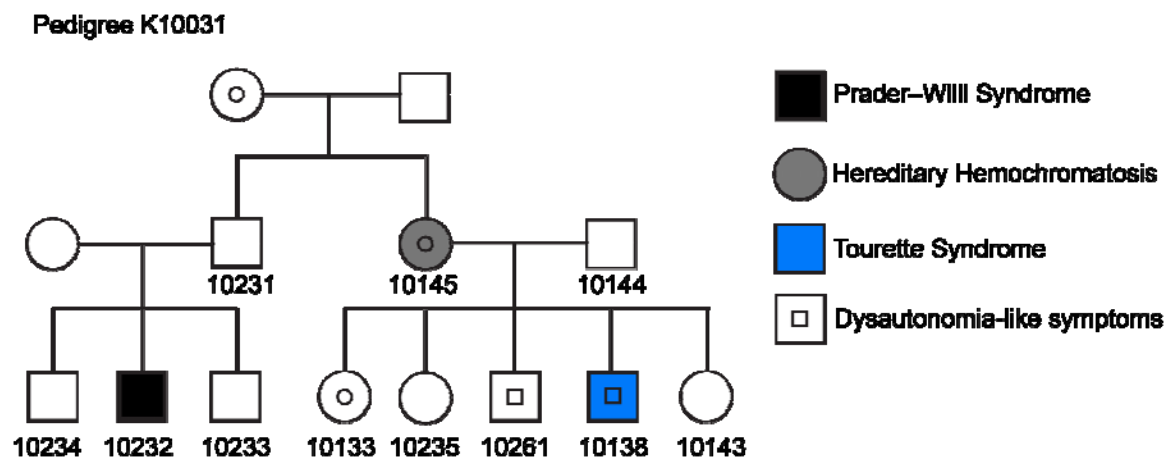 Pedigree K10031
Prader–Willi Syndrome
Hereditary Hemochromatosis
Tourette Syndrome
Dysautonomia-like symptoms
10231
10145
10144
10234
10232
10233
10133
10235
10261
10138
10143